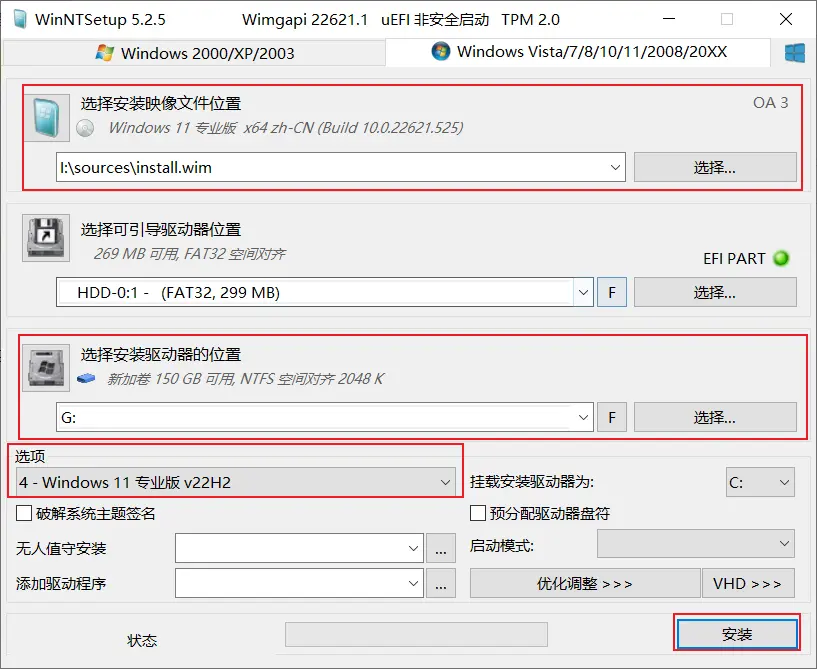 WinNTSetup 5.2.5 Wimgapi 22621.1 uEFI 非安全启动 TPM 2.0
Windows 2000/XP/2003 Windows Vista/7/8/10/11/2008/20XX
选择安装映像文件位置 OA 3
Windows 11 专业版 x64 zh-CN (Build 10.0.22621.525)
I:\sources\install.wim 选择...
选择可引导驱动器位置
269 MB 可用, FAT32 空间对齐
EFI PART
HDD-0:1 - (FAT32, 299 MB) F 选择...
选择安装驱动器的位置
新加卷 150 GB 可用, NTFS 空间对齐 2048 K
G: F 选择...
选项
4 - Windows 11 专业版 v22H2 挂载安装驱动器为: C:
破解系统主题签名 预分配驱动器盘符
无人值守安装 ... 启动模式:
添加驱动程序 ... 优化调整 >>> VHD >>>
状态 安装